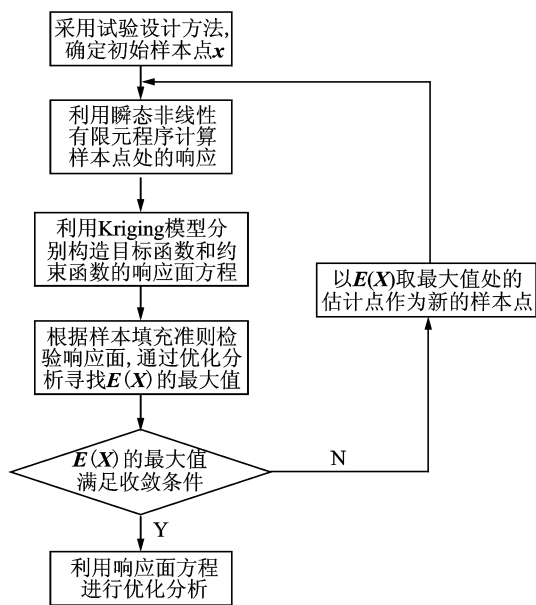 采用试验设计方法,
确定初始样本点x
利用瞬态非线性
有限元程序计算
样本点处的响应
利用Kriging模型分
别构造目标函数和约
束函数的响应面方程
以E(X)取最大值处的
估计点作为新的样本点
根据样本填充准则检
验响应面, 通过优化分
析寻找E(X)的最大值
E(X)的最大值
满足收敛条件
N
Y
利用响应面方程
进行优化分析